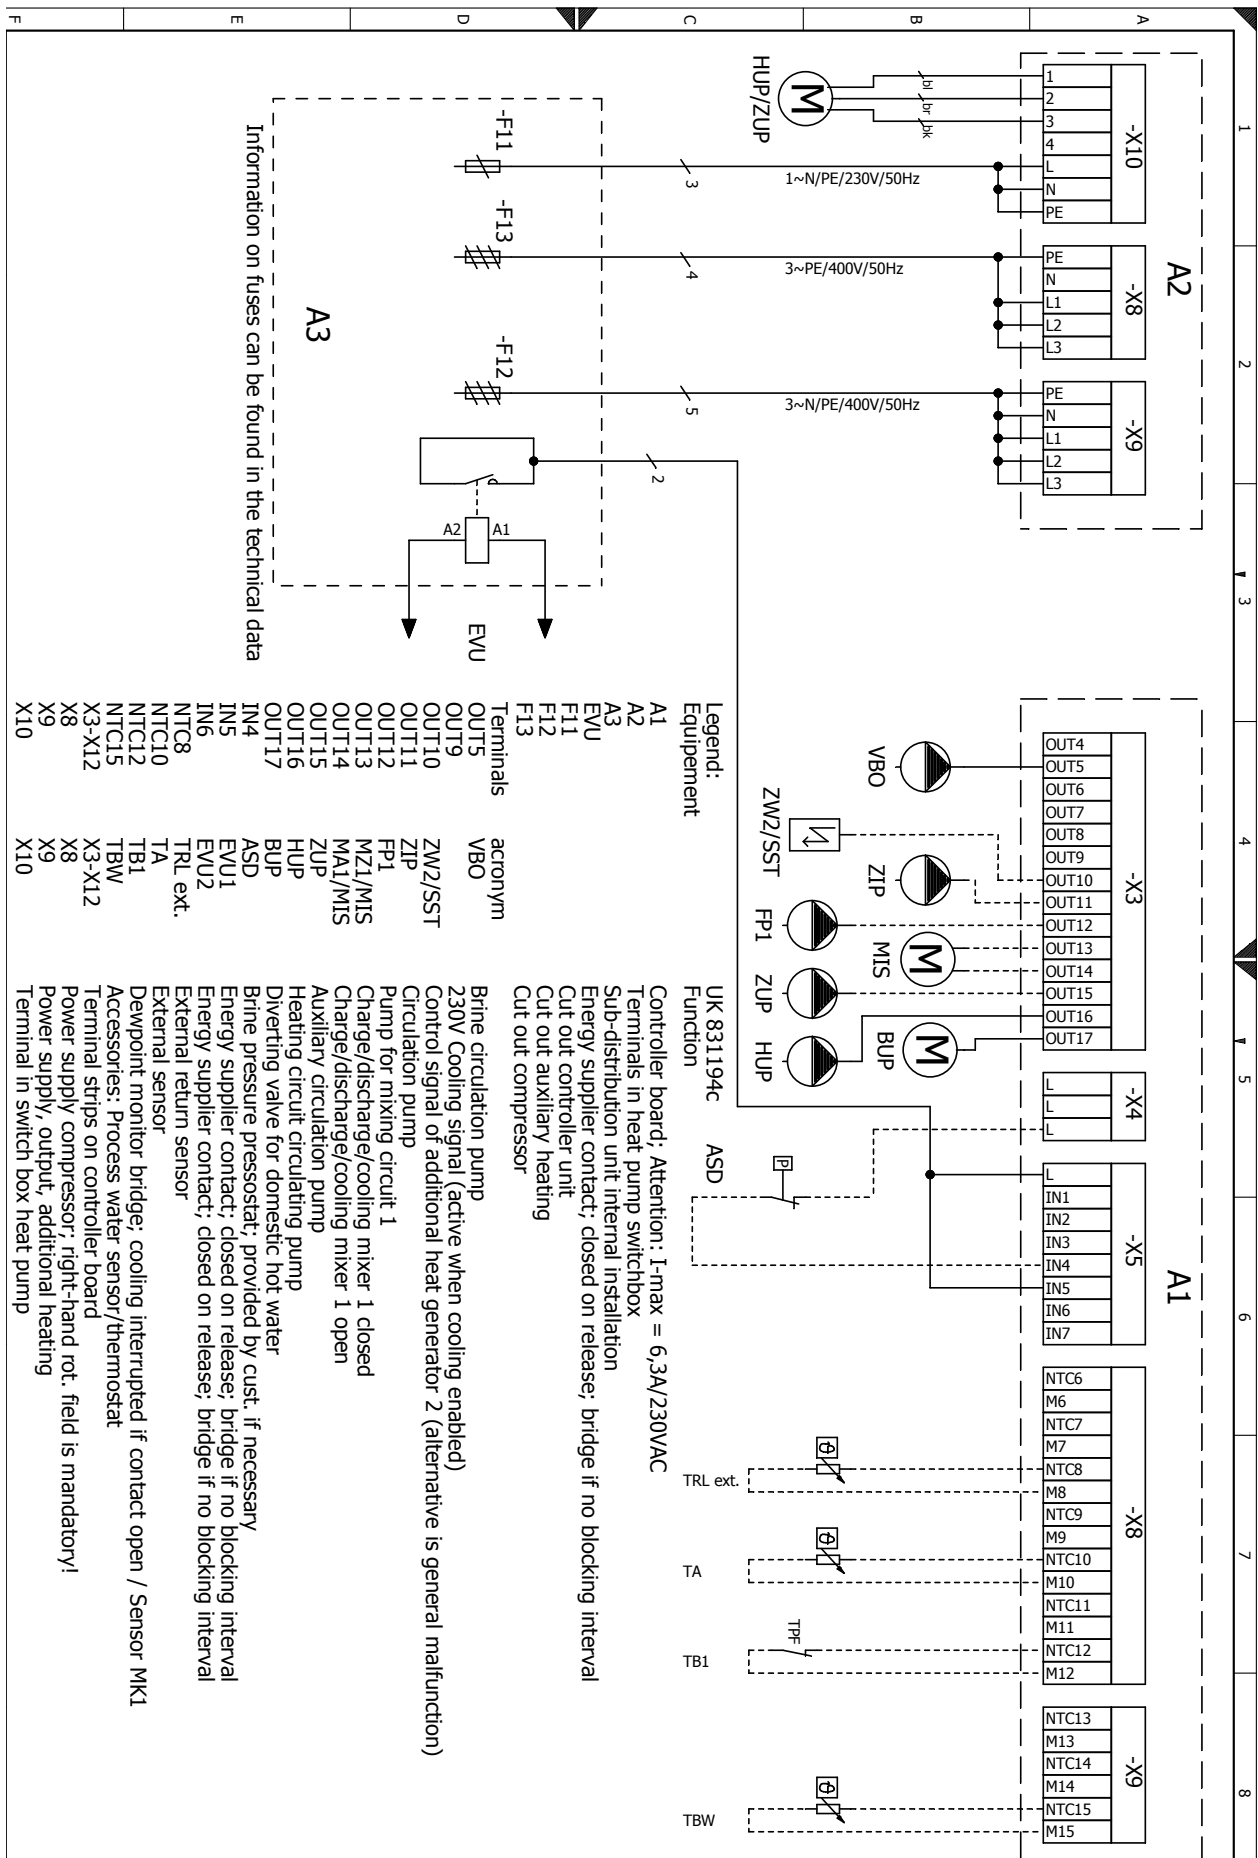 1 2 3 4 5 6 7 8
A
A2 A1
-X10 -X8 -X9 -X3 -X4 -X5 -X8 -X9
1
2
3
4
L
N
PE
PE
N
L1
L2
L3
PE
N
L1
L2
L3
OUT4
OUT5
OUT6
OUT7
OUT8
OUT9
OUT10
OUT11
OUT12
OUT13
OUT14
OUT15
OUT16
OUT17
L
L
L
L
IN1
IN2
IN3
IN4
IN5
IN6
IN7
NTC6
M6
NTC7
M7
NTC8
M8
NTC9
M9
NTC10
M10
NTC11
M11
NTC12
M12
NTC13
M13
NTC14
M14
NTC15
M15
B
bl
br
bk
M
HUP/ZUP
1~N/PE/230V/50Hz
3~PE/400V/50Hz
3~N/PE/400V/50Hz
VBO
ZW2/SST
ZIP
FP1
M
MIS
ZUP
HUP
M
BUP
P
ASD
ϑ
TRL ext.
ϑ
TA
TPF
TB1
ϑ
TBW
C
3
4
5
2
D
-F11
-F13
-F12
A2 A1
EVU
A3
E
Information on fuses can be found in the technical data
F
Legend: UK 831194c
Equipement Function
A1 Controller board; Attention: I-max = 6,3A/230VAC
A2 Terminals in heat pump switchbox
A3 Sub-distribution unit internal installation
EVU Energy supplier contact; closed on release; bridge if no blocking interval
F11 Cut out controller unit
F12 Cut out auxiliary heating
F13 Cut out compressor
Terminals acronym
OUT5 VBO Brine circulation pump
OUT9 230V Cooling signal (active when cooling enabled)
OUT10 ZW2/SST Control signal of additional heat generator 2 (alternative is general malfunction)
OUT11 ZIP Circulation pump
OUT12 FP1 Pump for mixing circuit 1
OUT13 MZ1/MIS Charge/discharge/cooling mixer 1 closed
OUT14 MA1/MIS Charge/discharge/cooling mixer 1 open
OUT15 ZUP Auxiliary circulation pump
OUT16 HUP Heating circuit circulating pump
OUT17 BUP Diverting valve for domestic hot water
IN4 ASD Brine pressure pressostat; provided by cust. if necessary
IN5 EVU1 Energy supplier contact; closed on release; bridge if no blocking interval
IN6 EVU2 Energy supplier contact; closed on release; bridge if no blocking interval
NTC8 TRL ext. External return sensor
NTC10 TA External sensor
NTC12 TB1 Dewpoint monitor bridge; cooling interrupted if contact open / Sensor MK1
NTC15 TBW Accessories: Process water sensor/thermostat
X3-X12 X3-X12 Terminal strips on controller board
X8 X8 Power supply compressor; right-hand rot. field is mandatory!
X9 X9 Power supply, output, additional heating
X10 X10 Terminal in switch box heat pump